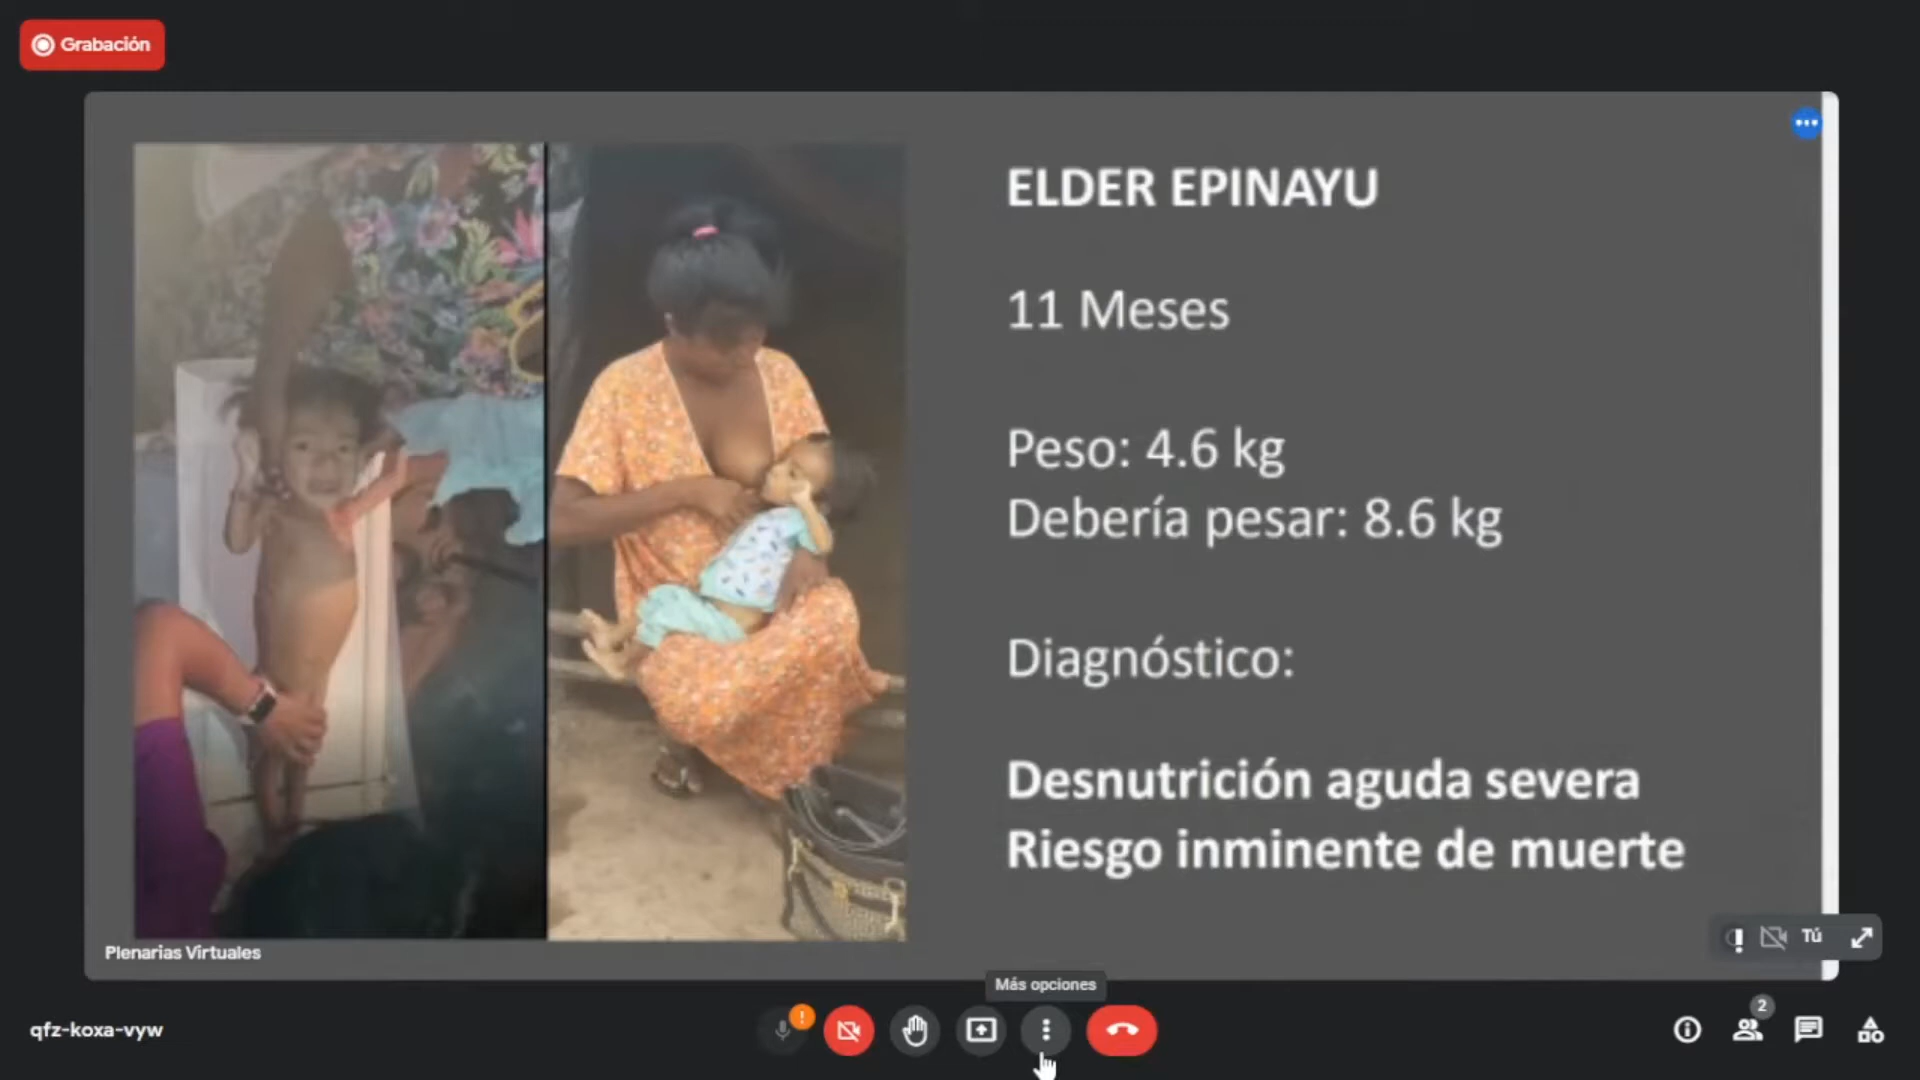 Grabación
ELDER EPINAYU
11 Meses
Peso: 4.6 kg
Debería pesar: 8.6 kg
Diagnóstico:
Desnutrición aguda severa
Riesgo inminente de muerte
Plenarias Virtuales
Tú
Más opciones
qfz-koxa-vyw
2